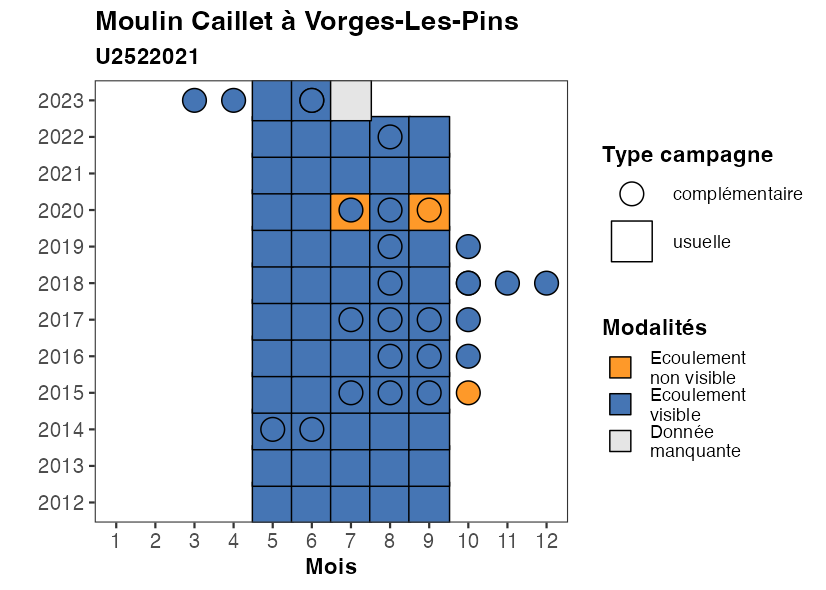 Moulin Caillet à Vorges-Les-Pins
U2522021
2023
2022
2021
2020
2019
2018
2017
2016
2015
2014
2013
2012
1 2 3 4 5 6 7 8 9 10 11 12
Mois
Type campagne
complémentaire
usuelle
Modalités
Ecoulement
non visible
Ecoulement
visible
Donnée
manquante